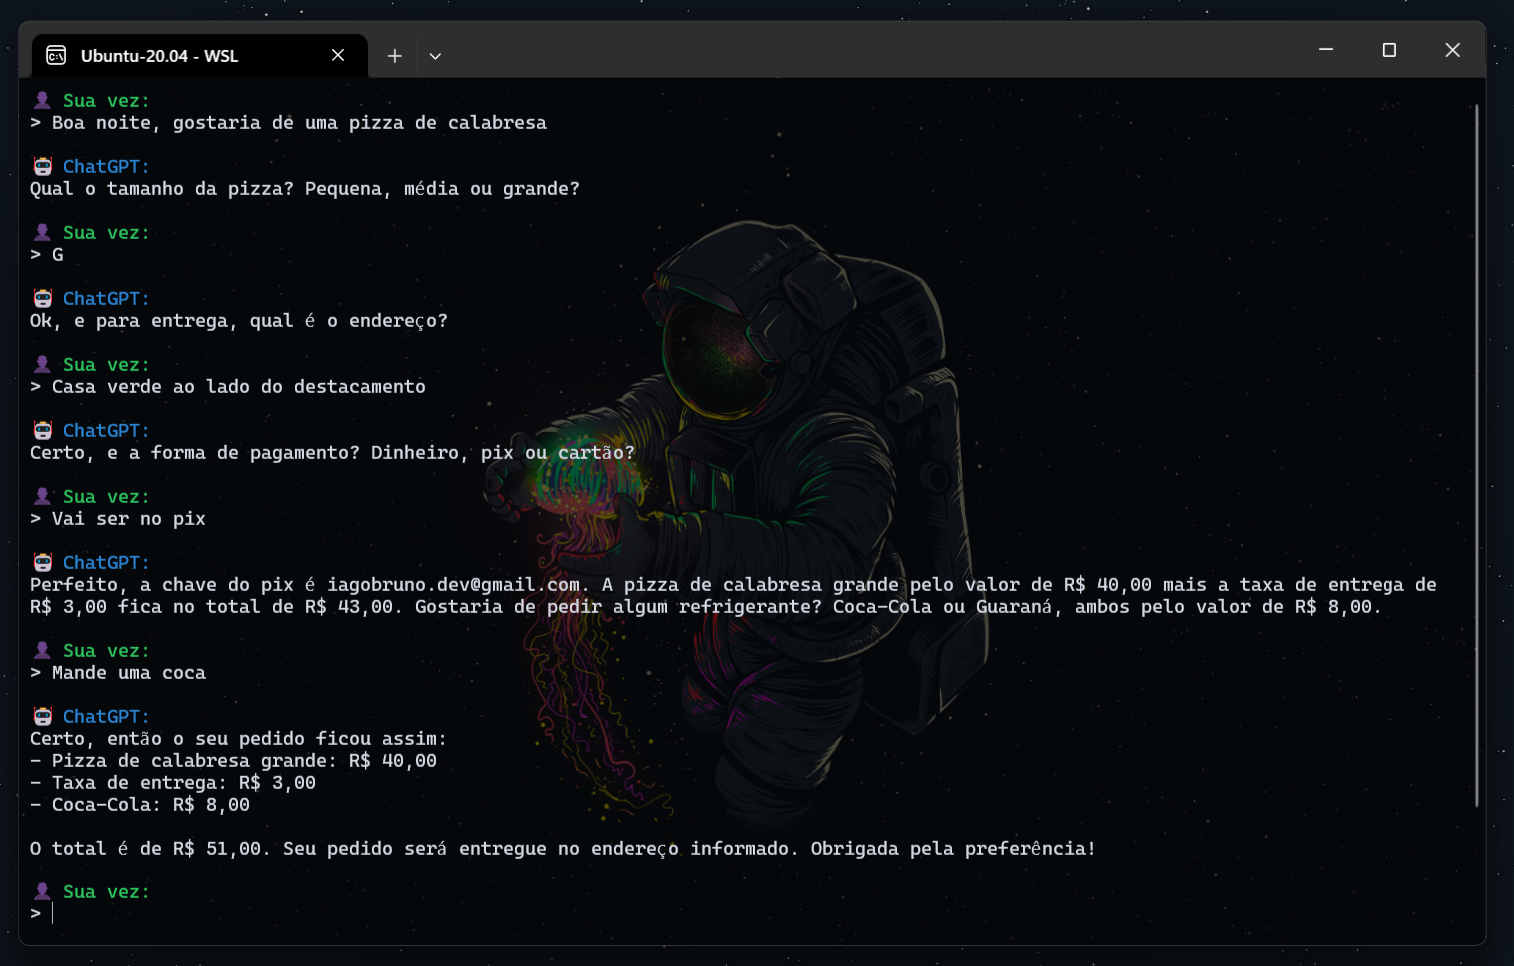 Ubuntu-20.04 - WSL
Sua vez:
> Boa noite, gostaria de uma pizza de calabresa
ChatGPT:
Qual o tamanho da pizza? Pequena, média ou grande?
Sua vez:
> G
ChatGPT:
Ok, e para entrega, qual é o endereço?
Sua vez:
> Casa verde ao lado do destacamento
ChatGPT:
Certo, e a forma de pagamento? Dinheiro, pix ou cartão?
Sua vez:
> Vai ser no pix
ChatGPT:
Perfeito, a chave do pix é iagobruno.dev@gmail.com. A pizza de calabresa grande pelo valor de R$ 40,00 mais a taxa de entrega de
R$ 3,00 fica no total de R$ 43,00. Gostaria de pedir algum refrigerante? Coca-Cola ou Guaraná, ambos pelo valor de R$ 8,00.
Sua vez:
> Mande uma coca
ChatGPT:
Certo, então o seu pedido ficou assim:
- Pizza de calabresa grande: R$ 40,00
- Taxa de entrega: R$ 3,00
- Coca-Cola: R$ 8,00
O total é de R$ 51,00. Seu pedido será entregue no endereço informado. Obrigada pela preferência!
Sua vez:
>